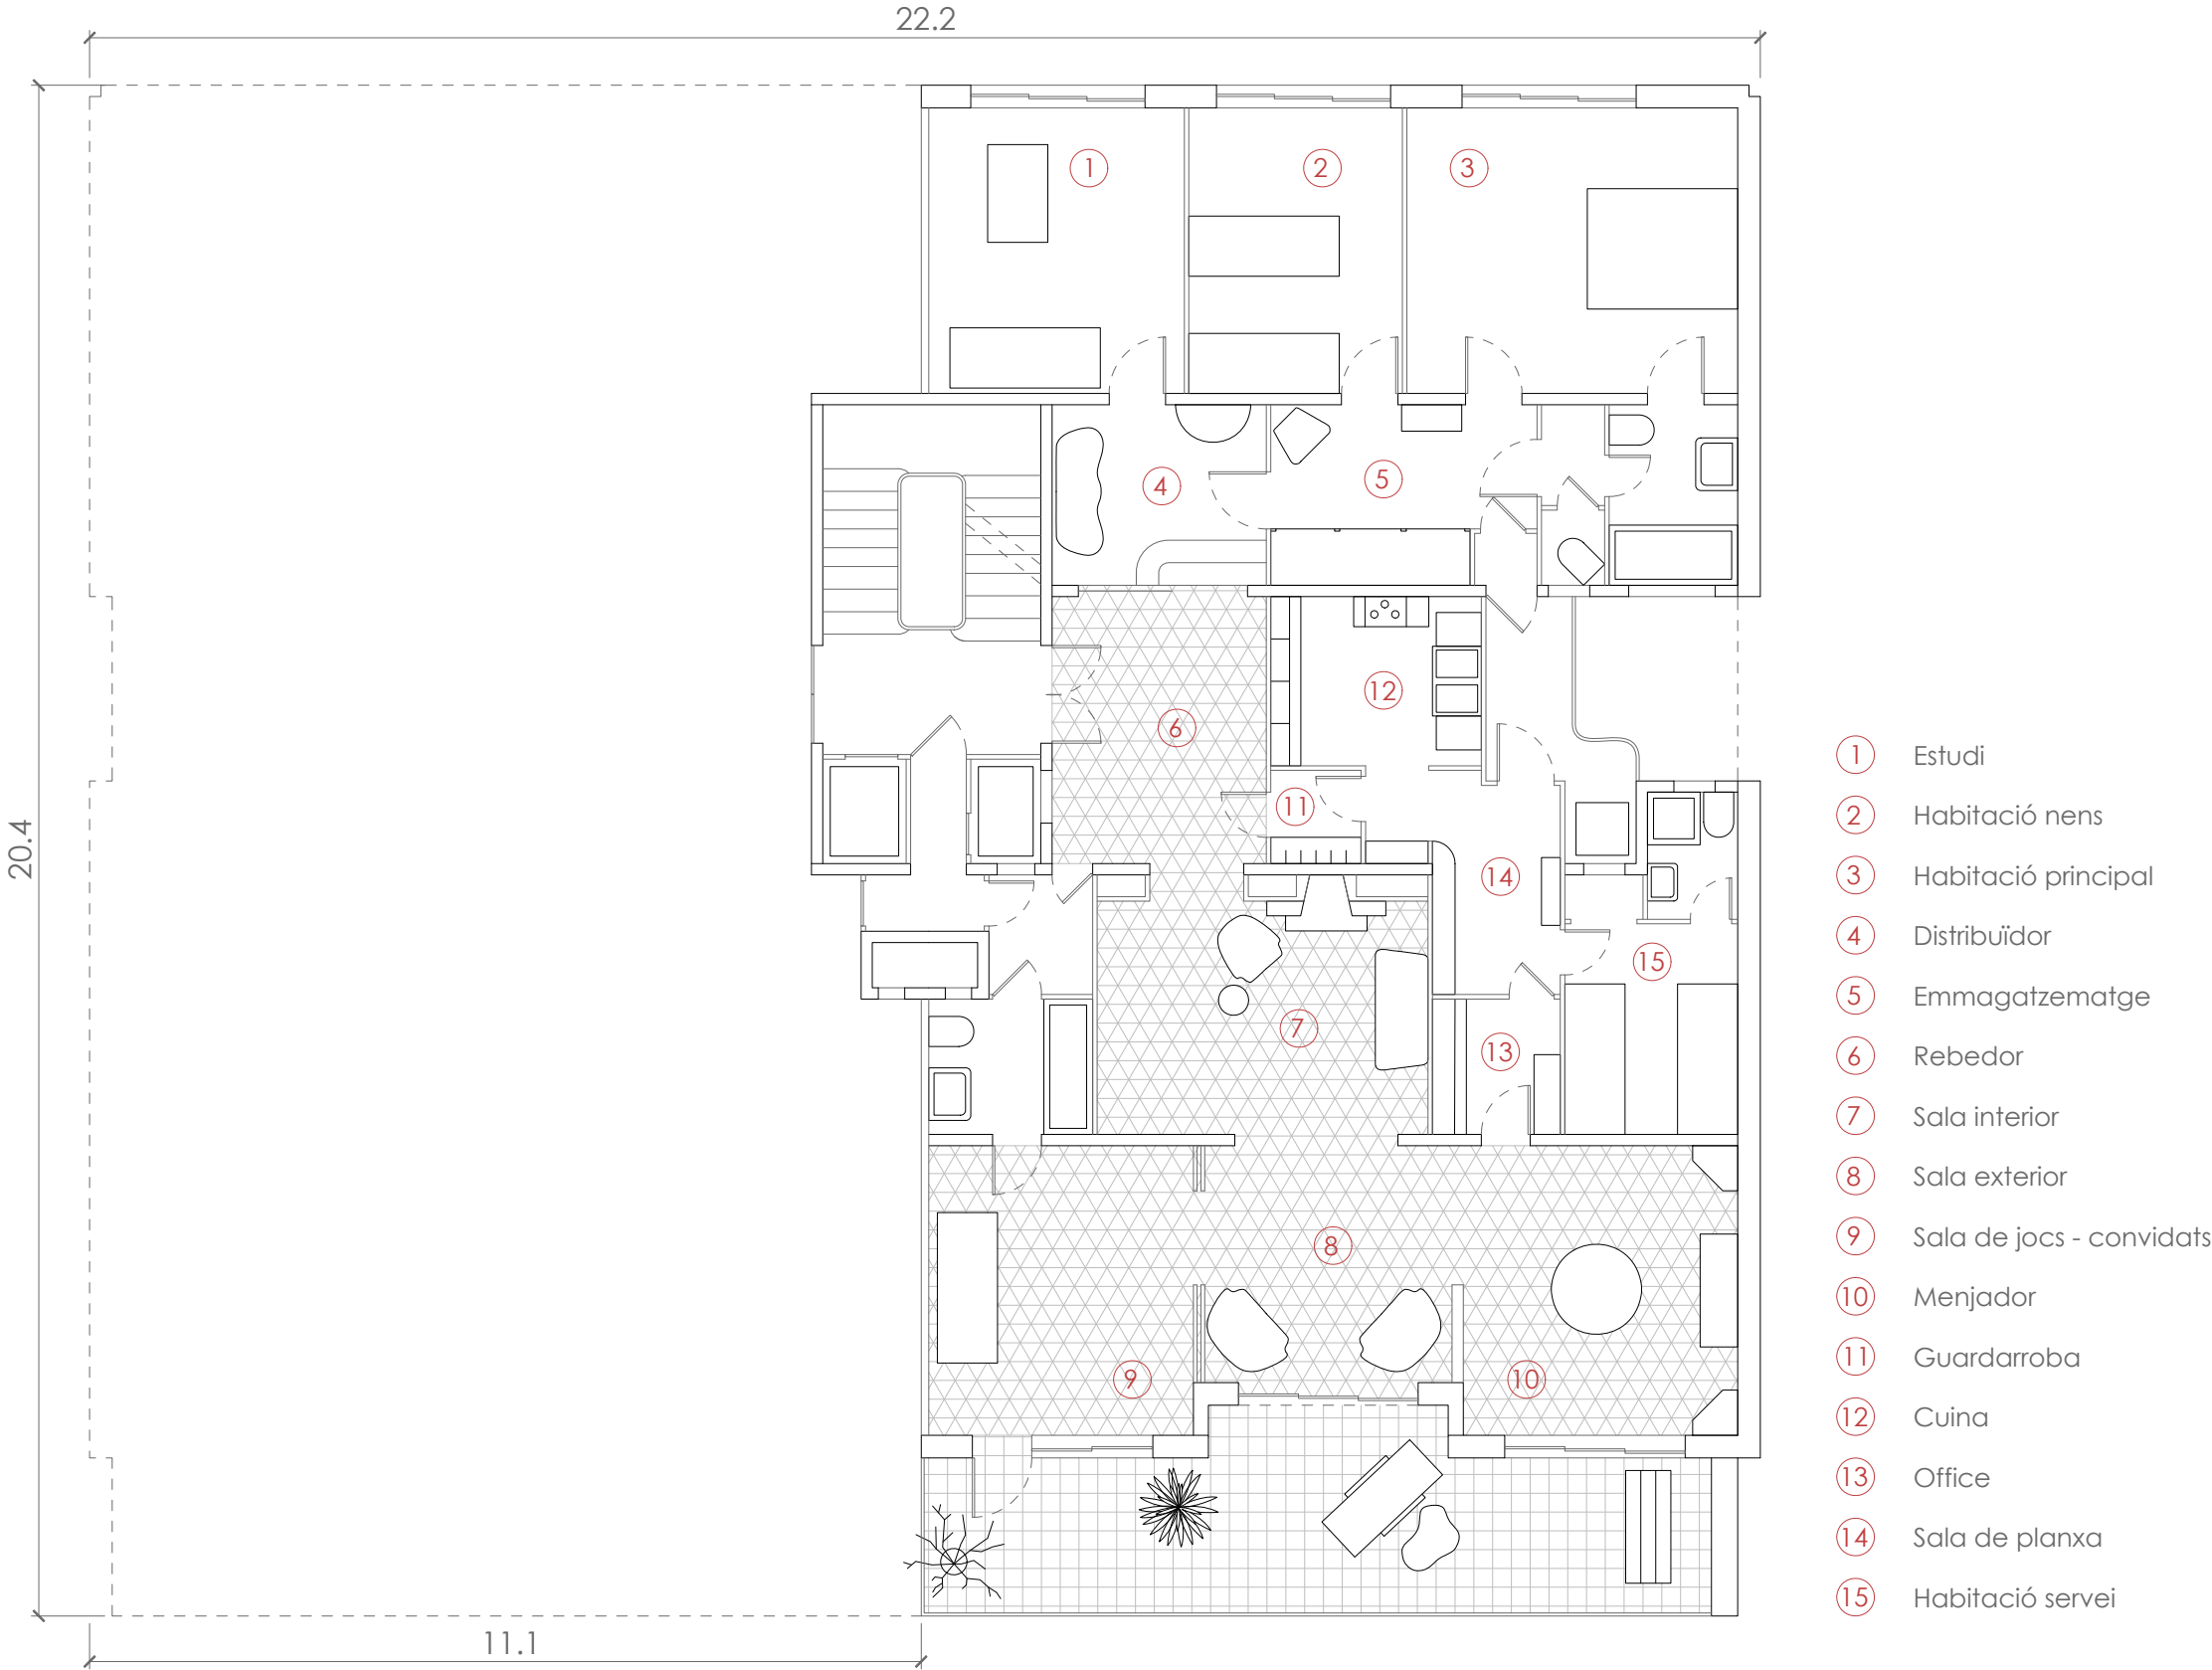 22.2
1 2 3
4 5
20.4
12
6
11
14
15
7
13
8
9 10
11.1
1 Estudi
2 Habitació nens
3 Habitació principal
4 Distribuïdor
5 Emmagatzematge
6 Rebedor
7 Sala interior
8 Sala exterior
9 Sala de jocs - convidats
10 Menjador
11 Guardarroba
12 Cuina
13 Office
14 Sala de planxa
15 Habitació servei